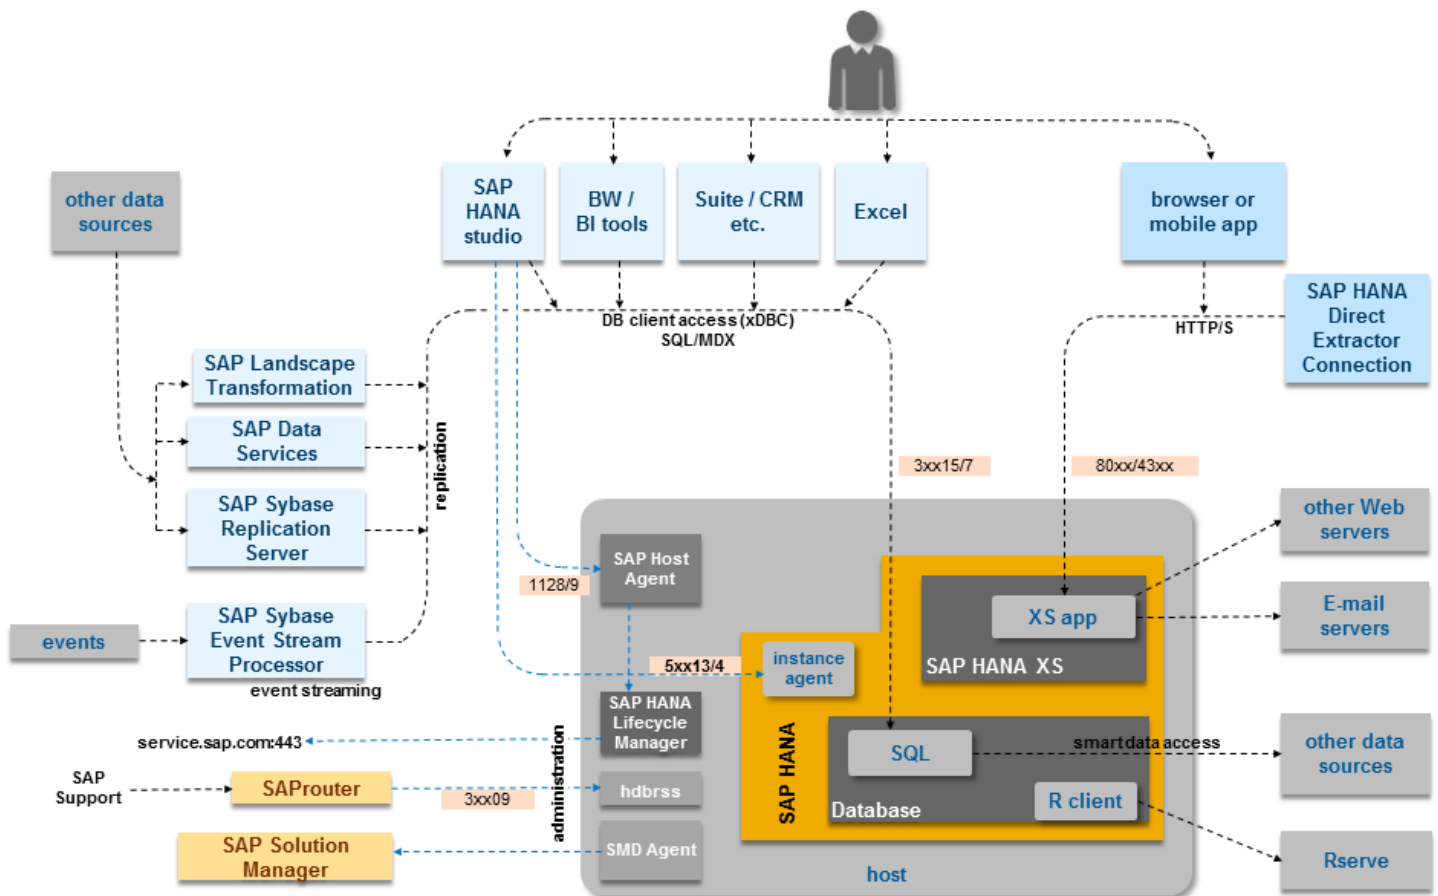 SAP
HANA
studio
BW /
BI tools
Suite / CRM
etc.
Excel
browser or
mobile app
other data
sources
SAP HANA
Direct
Extractor
Connection
DB client access (xDBC)
SQL/MDX
HTTP/S
SAP Landscape
Transformation
SAP Data
Services
SAP Sybase
Replication
Server
replication
3xx15/7
80xx/43xx
other Web
servers
SAP Host
Agent
1128/9
XS app
SAP HANA XS
E-mail
servers
events
SAP Sybase
Event Stream
Processor
event streaming
5xx13/4
instance
agent
SAP HANA
Lifecycle
Manager
service.sap.com:443
administration
SAP HANA
SQL
smart data access
other data
sources
Database
R client
SAP
Support
SAProuter
3xx09
hdbrss
SAP Solution
Manager
SMD Agent
host
Rserve